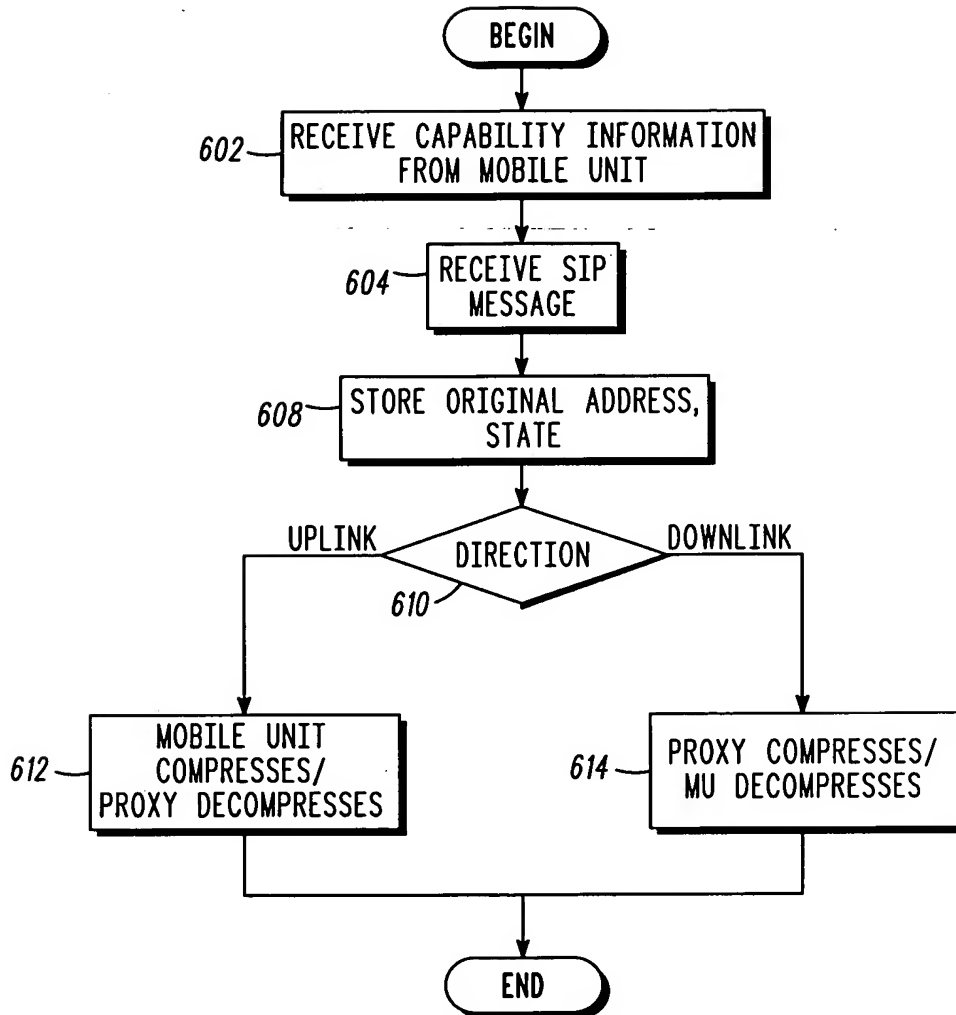 BEGIN
602
RECEIVE CAPABILITY INFORMATION
FROM MOBILE UNIT
604
RECEIVE SIP
MESSAGE
608
STORE ORIGINAL ADDRESS,
STATE
UPLINK
DIRECTION
DOWNLINK
610
612
MOBILE UNIT
COMPRESSES/
PROXY DECOMPRESSES
614
PROXY COMPRESSES/
MU DECOMPRESSES
END